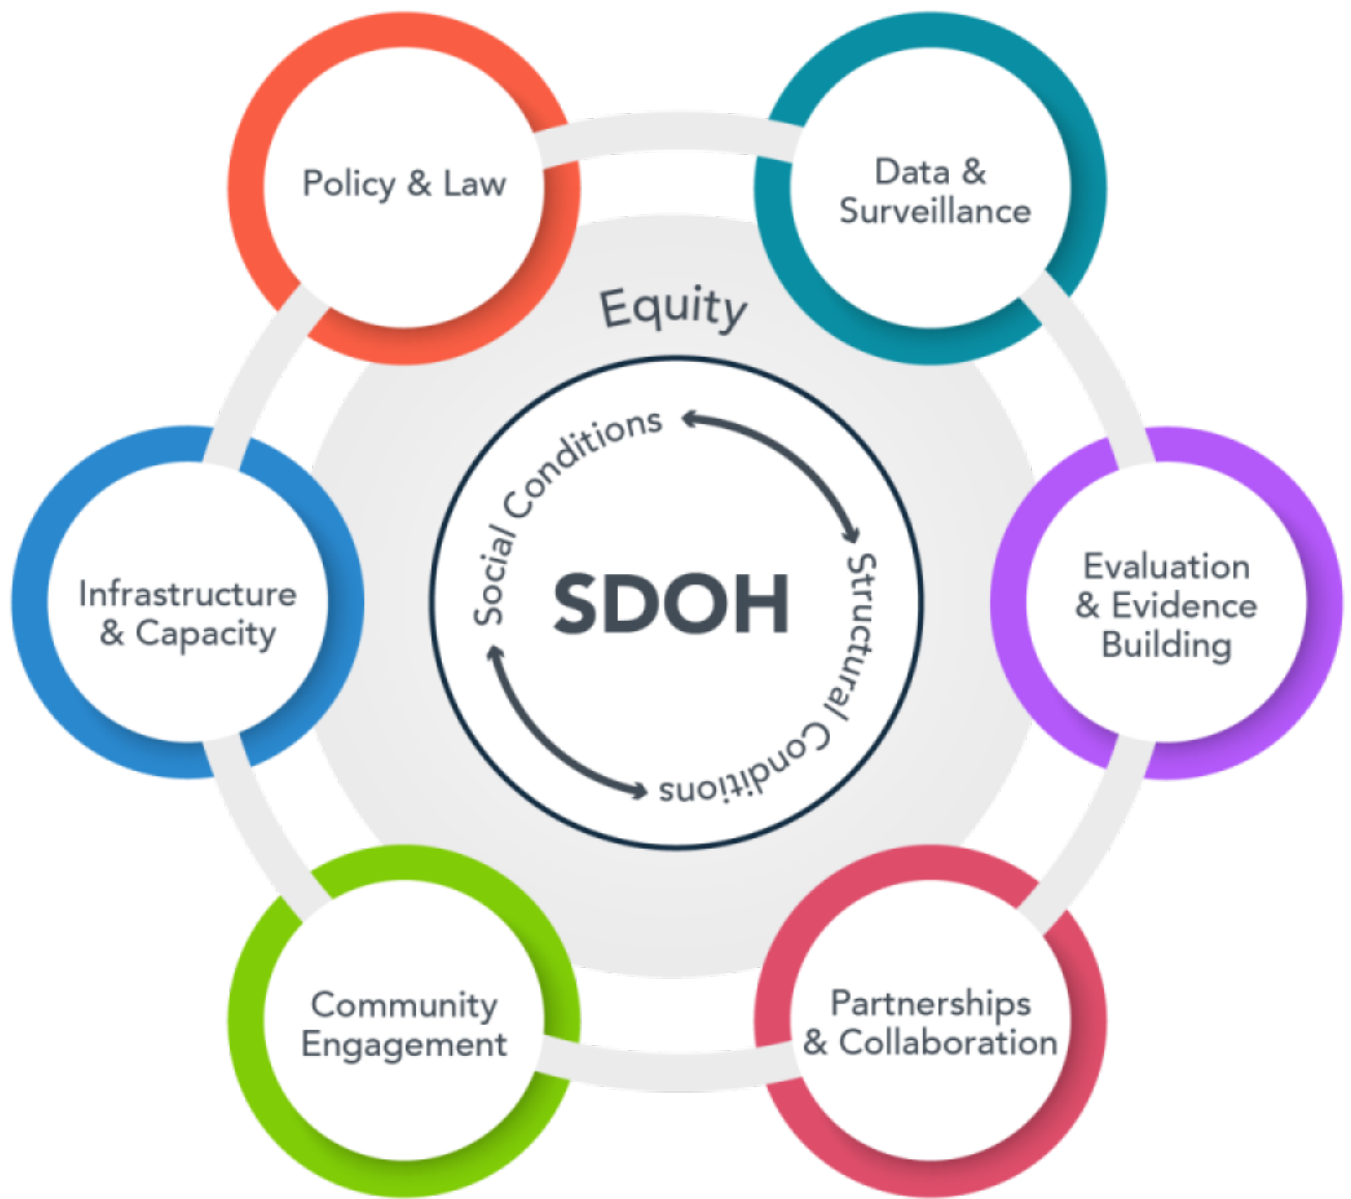 Policy & Law
Data &
Surveillance
Equity
Social Conditions
Structural Conditions
SDOH
Infrastructure
& Capacity
Evaluation
& Evidence
Building
Community
Engagement
Partnerships
& Collaboration